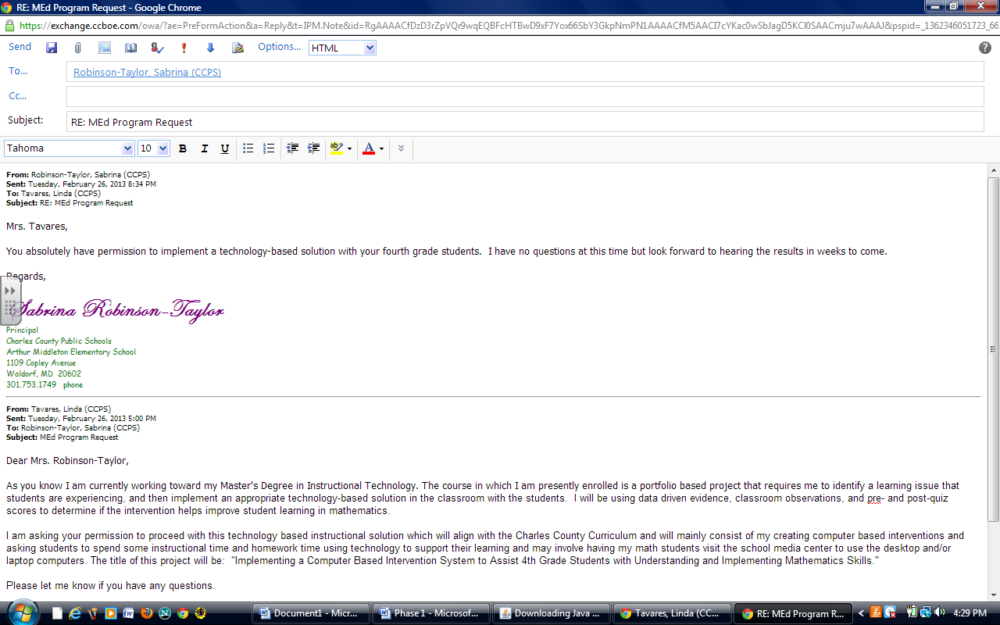 RE: MEd Program Request - Google Chrome
https://exchange.ccboe.com/owa/?ae=PreFormAction&a=Reply&t=IPM.Note&id=RgAAAACfDzD3rZpVQr9wqEQBFcHTBwD9xF7Yox66SbY3GkpNmPN1AAAACfM5AACI7cYKac0wSbJagD5KCl0SAACmju7wAAAJ&pspid=_1362346051723_66
Send Options... HTML
To... Robinson-Taylor, Sabrina (CCPS)
Cc...
Subject: RE: MEd Program Request
Tahoma 10 B I U ab A
From: Robinson-Taylor, Sabrina (CCPS)
Sent: Tuesday, February 26, 2013 8:34 PM
To: Tavares, Linda (CCPS)
Subject: RE: MEd Program Request
Mrs. Tavares,
You absolutely have permission to implement a technology-based solution with your fourth grade students.  I have no questions at this time but look forward to hearing the results in weeks to come.
Regards,
Sabrina Robinson-Taylor
Principal
Charles County Public Schools
Arthur Middleton Elementary School
1109 Copley Avenue
Waldorf, MD  20602
301.753.1749   phone
From: Tavares, Linda (CCPS)
Sent: Tuesday, February 26, 2013 5:00 PM
To: Robinson-Taylor, Sabrina (CCPS)
Subject: MEd Program Request
Dear Mrs. Robinson-Taylor,
As you know I am currently working toward my Master's Degree in Instructional Technology. The course in which I am presently enrolled is a portfolio based project that requires me to identify a learning issue that
students are experiencing, and then implement an appropriate technology-based solution in the classroom with the students.  I will be using data driven evidence, classroom observations, and pre- and post-quiz
scores to determine if the intervention helps improve student learning in mathematics.
I am asking your permission to proceed with this technology based instructional solution which will align with the Charles County Curriculum and will mainly consist of my creating computer based interventions and
asking students to spend some instructional time and homework time using technology to support their learning and may involve having my math students visit the school media center to use the desktop and/or
laptop computers. The title of this project will be:  "Implementing a Computer Based Intervention System to Assist 4th Grade Students with Understanding and Implementing Mathematics Skills."
Please let me know if you have any questions.
Document1 - Micr... Phase 1 - Microsof... Downloading Java ... Tavares, Linda (CC... RE: MEd Program R... 4:29 PM